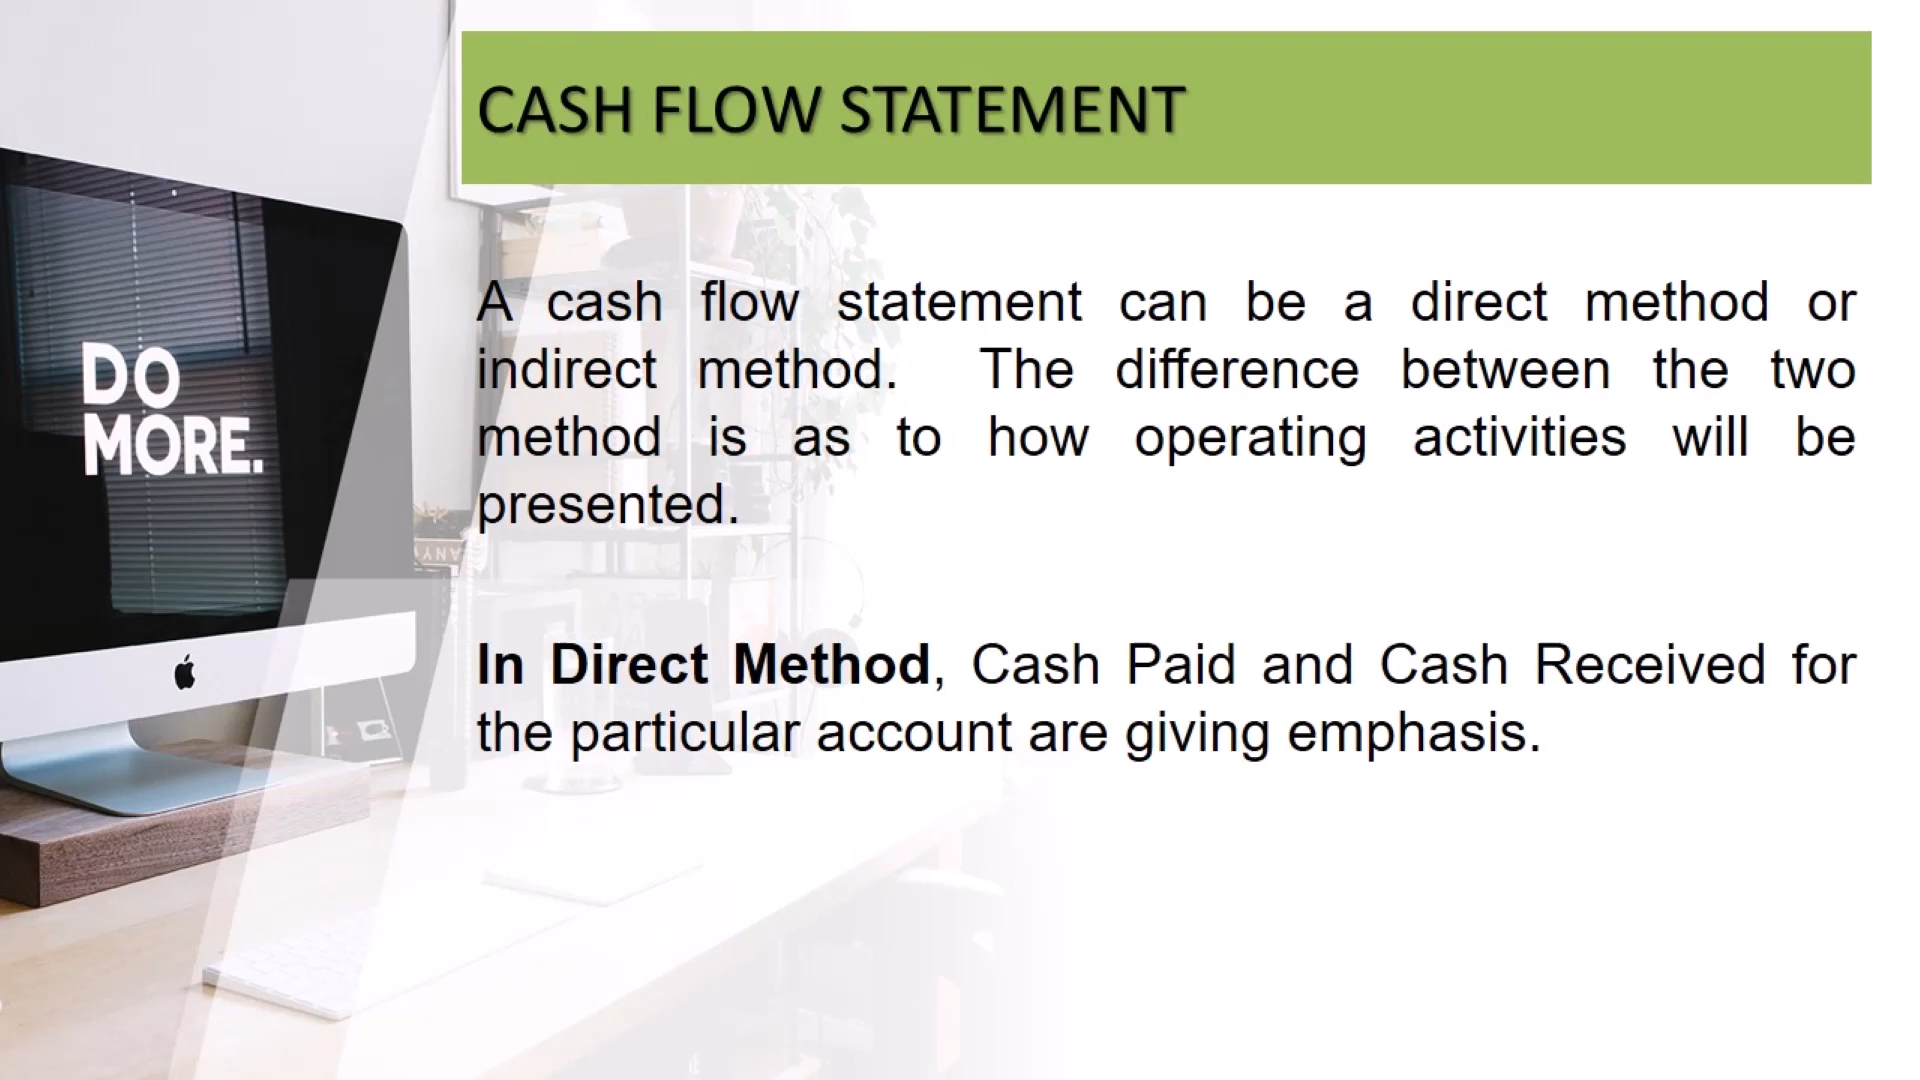 CASH FLOW STATEMENT
A cash flow statement can be a direct method or
indirect method. The difference between the two
method is as to how operating activities will be
presented.
In Direct Method, Cash Paid and Cash Received for
the particular account are giving emphasis.
DO
MORE.